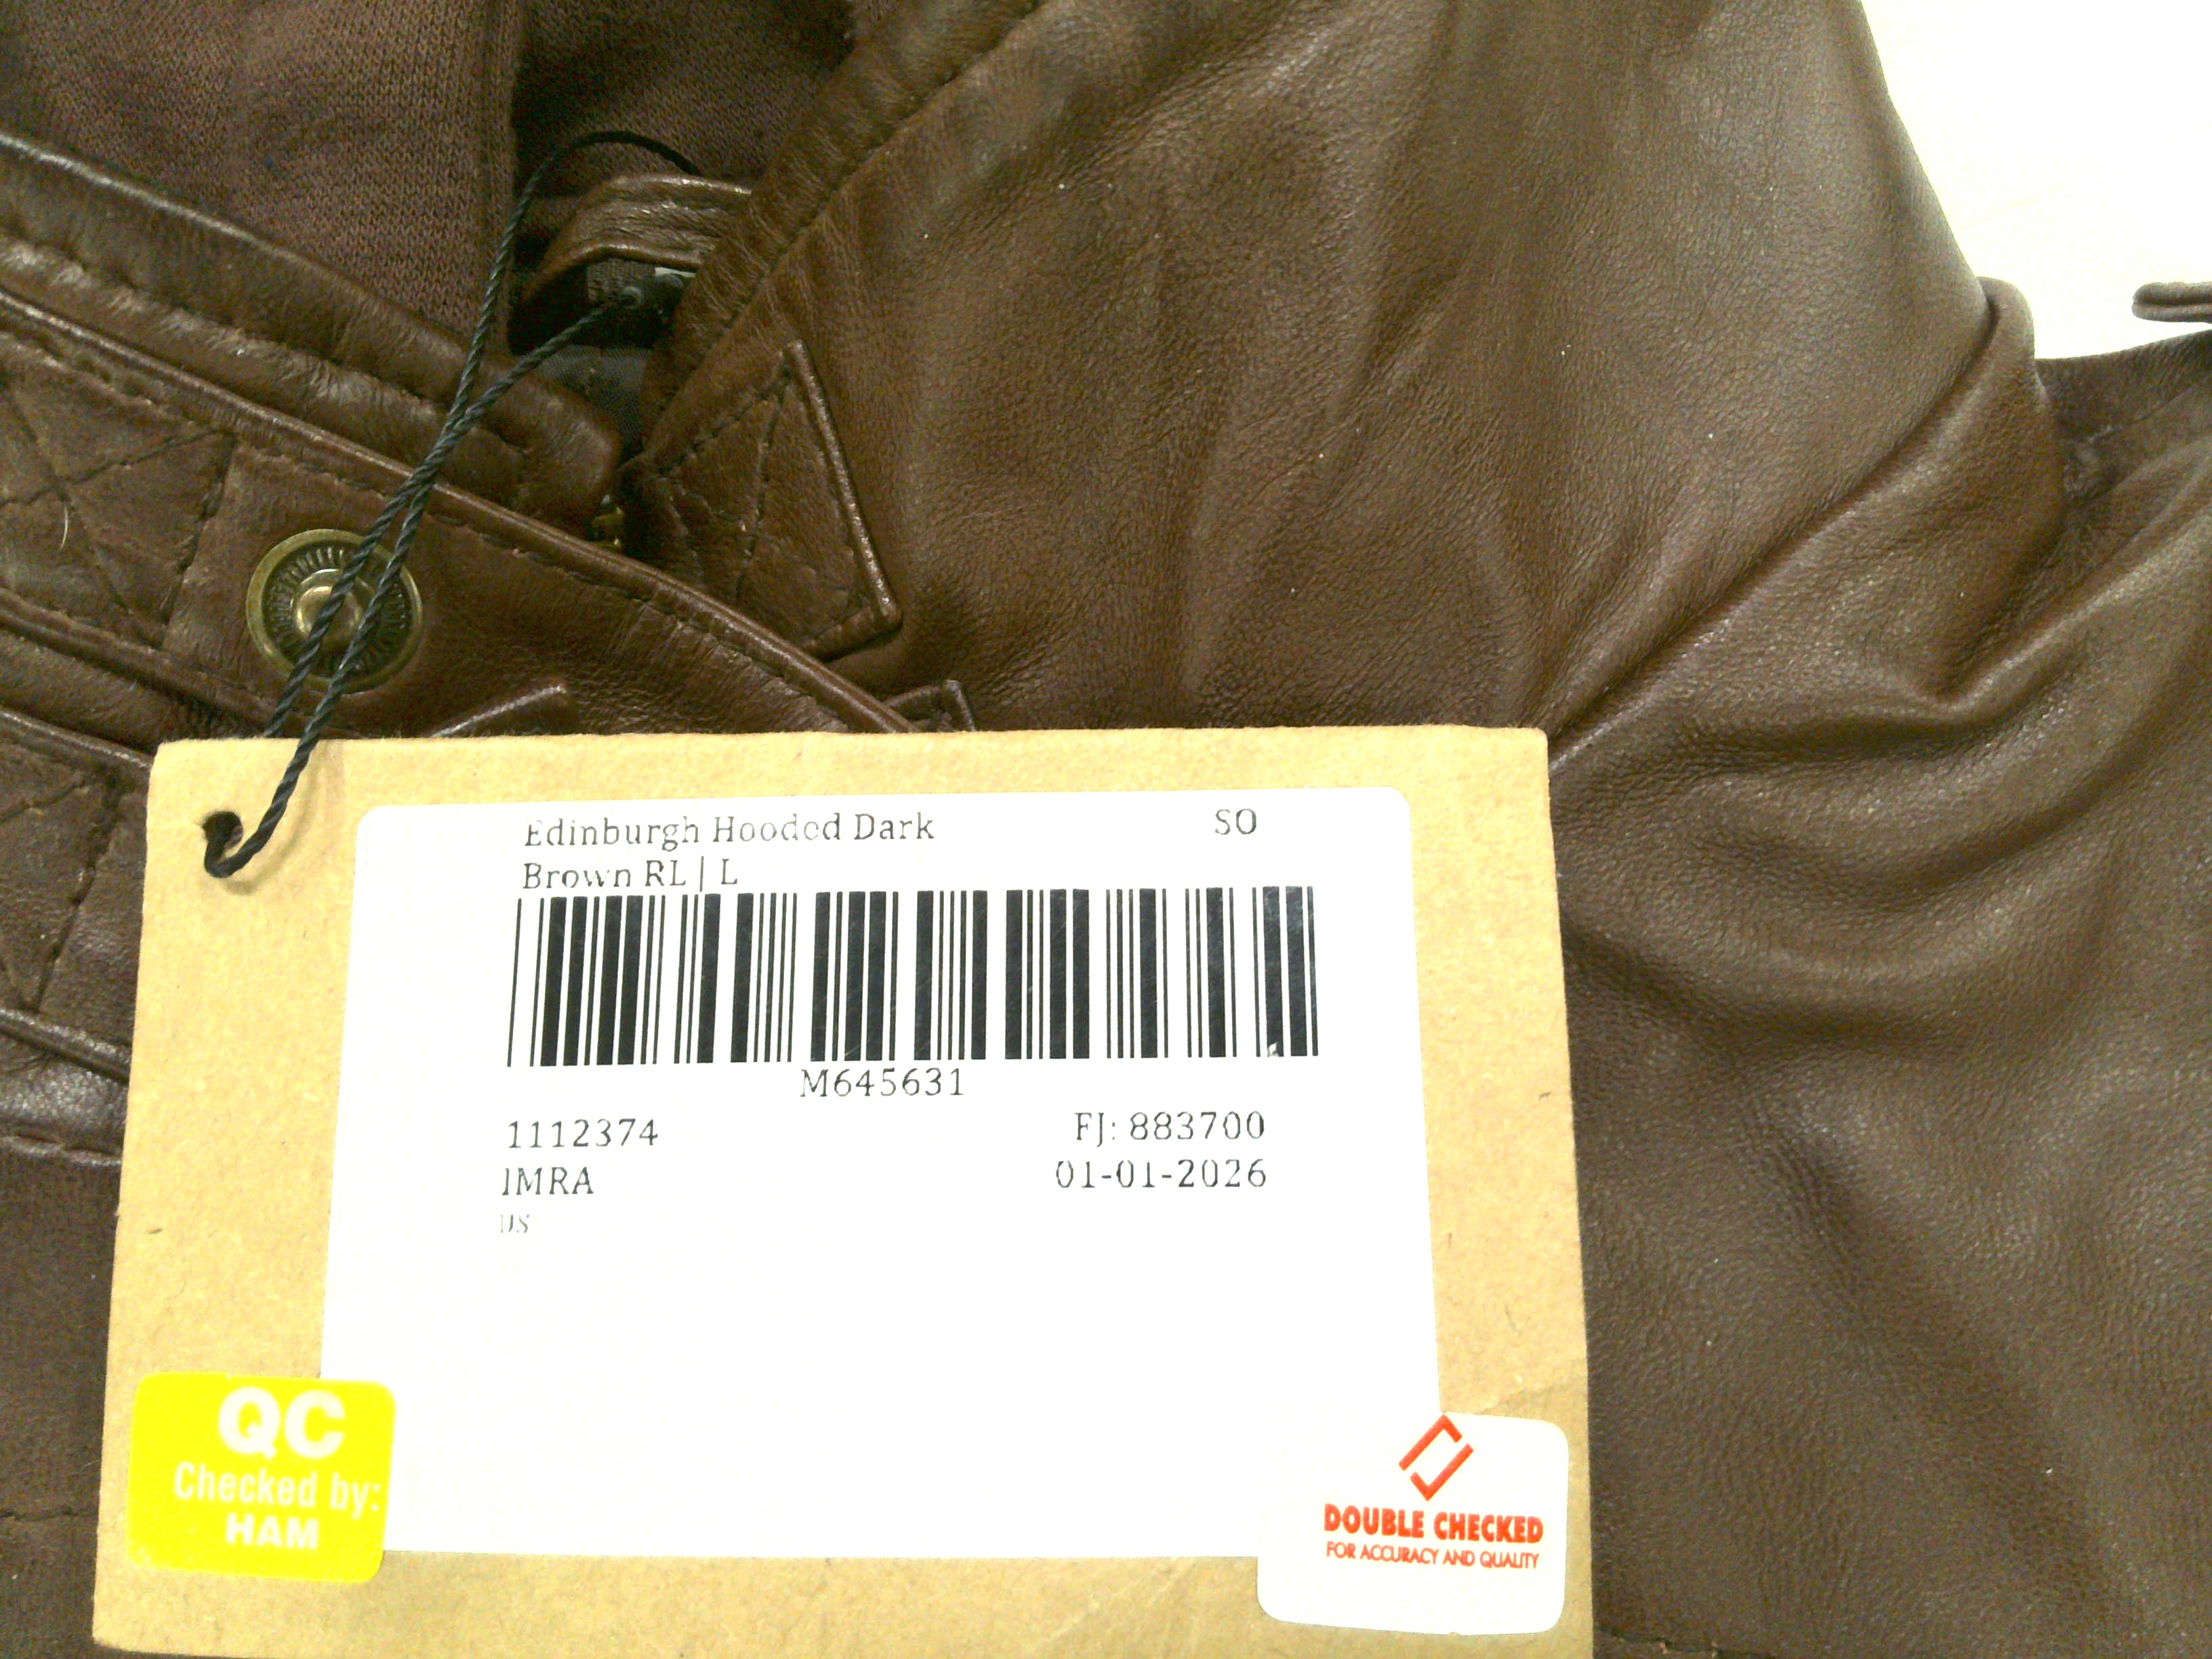 Edinburgh Hooded Dark SO
Brown RL | L
M645631
1112374 FJ: 883700
IMRA 01-01-2026
US
QC
Checked by:
HAM
DOUBLE CHECKED
FOR ACCURACY AND QUALITY